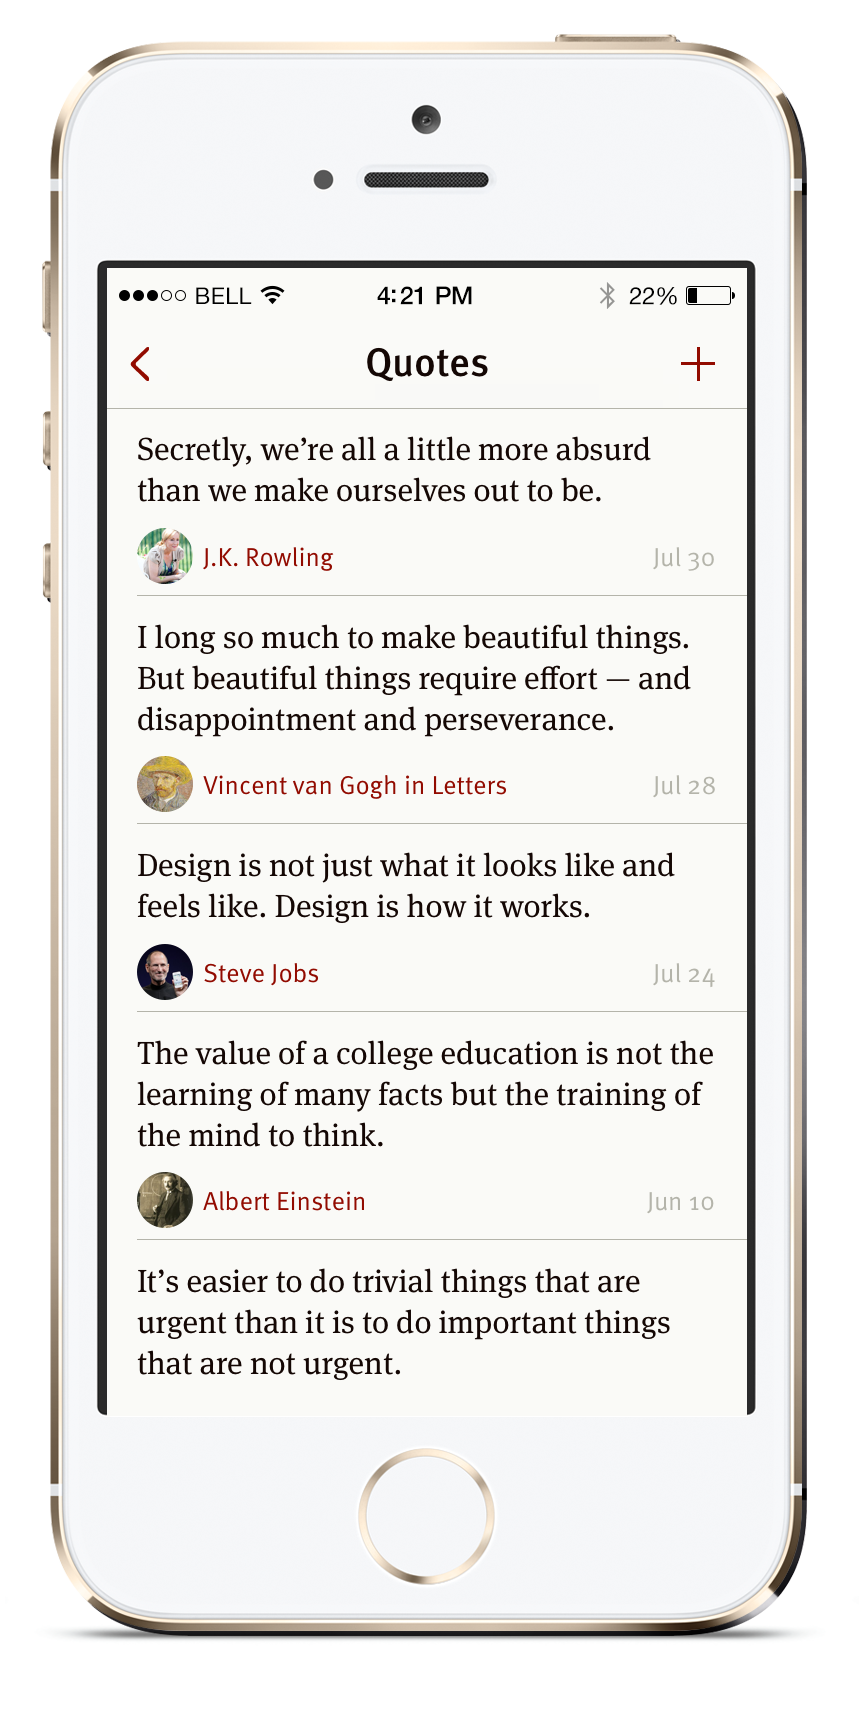 BELL 4:21 PM 22%
Quotes
Secretly, we’re all a little more absurd
than we make ourselves out to be.
J.K. Rowling Jul 30
I long so much to make beautiful things.
But beautiful things require effort — and
disappointment and perseverance.
Vincent van Gogh in Letters Jul 28
Design is not just what it looks like and
feels like. Design is how it works.
Steve Jobs Jul 24
The value of a college education is not the
learning of many facts but the training of
the mind to think.
Albert Einstein Jun 10
It’s easier to do trivial things that are
urgent than it is to do important things
that are not urgent.